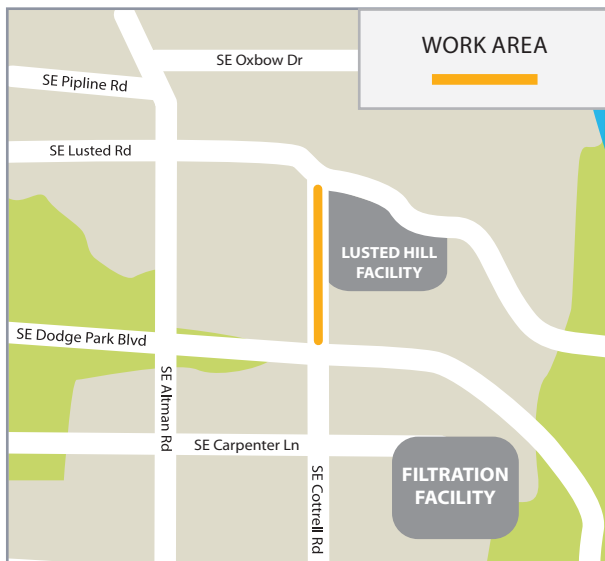 WORK AREA
SE Oxbow Dr
SE Pipline Rd
SE Lusted Rd
LUSTED HILL
FACILITY
SE Dodge Park Blvd
SE Altman Rd
SE Carpenter Ln
SE Cottrell Rd
FILTRATION
FACILITY